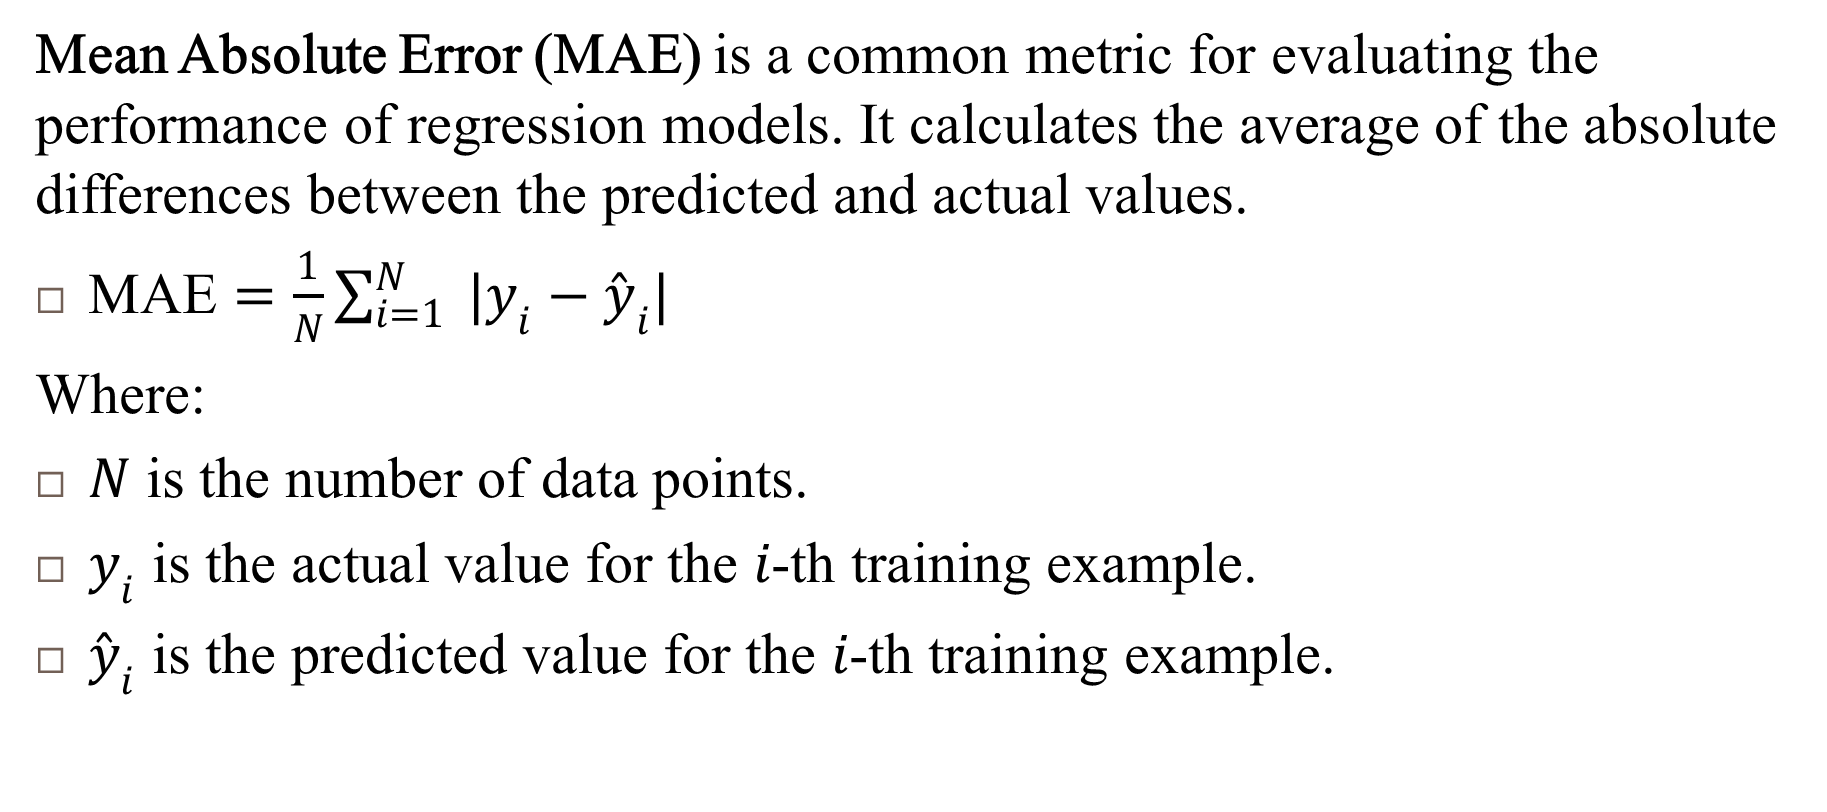 Mean Absolute Error (MAE) is a common metric for evaluating the
performance of regression models. It calculates the average of the absolute
differences between the predicted and actual values.
□ MAE = \frac{1}{N} \sum_{i=1}^{N} |y_i − ŷ_i|
Where:
□ N is the number of data points.
□ y_i is the actual value for the i-th training example.
□ ŷ_i is the predicted value for the i-th training example.